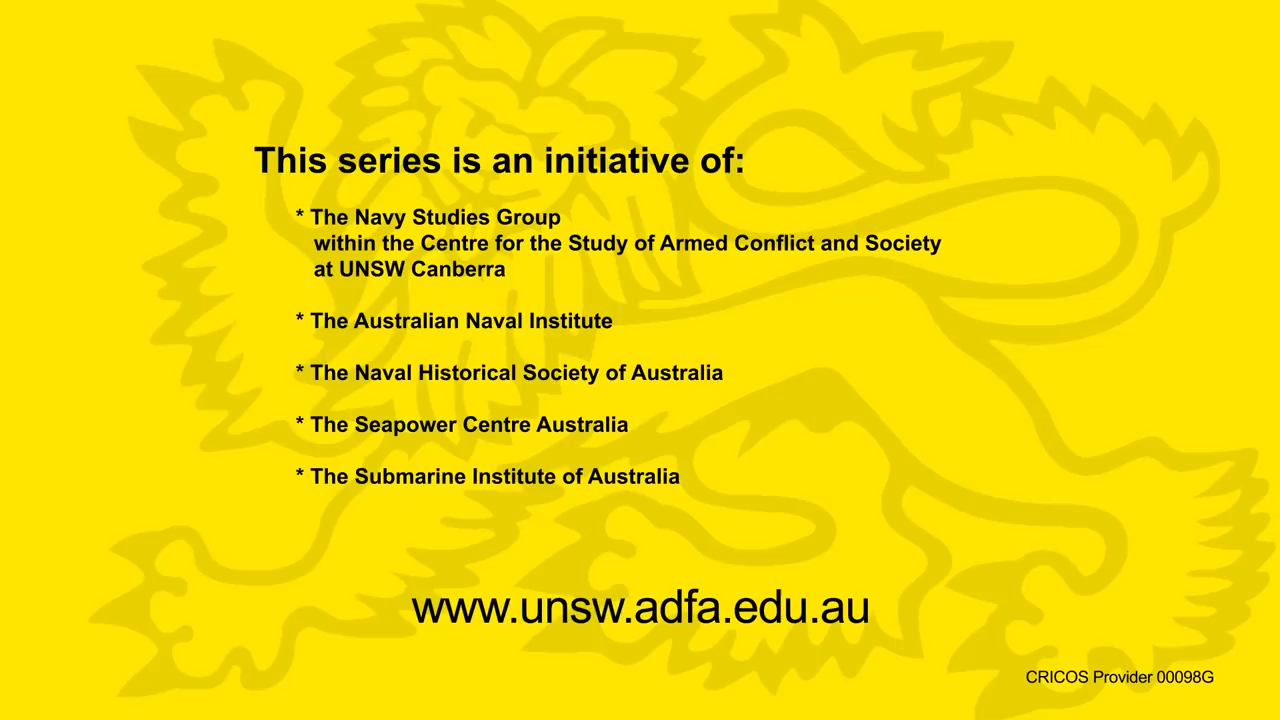 This series is an initiative of:
* The Navy Studies Group
within the Centre for the Study of Armed Conflict and Society
at UNSW Canberra
* The Australian Naval Institute
* The Naval Historical Society of Australia
* The Seapower Centre Australia
* The Submarine Institute of Australia
www.unsw.adfa.edu.au
CRICOS Provider 00098G